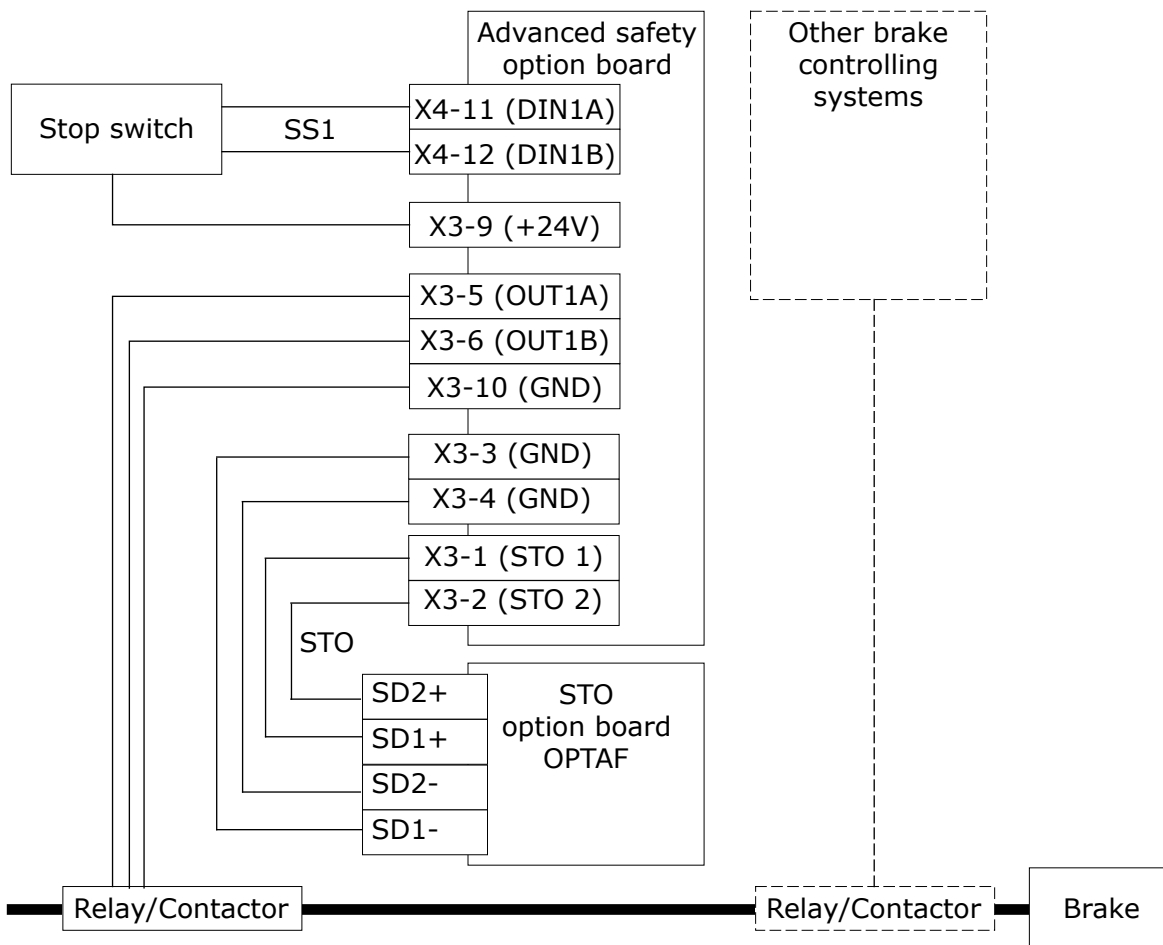 Advanced safety
option board
Other brake
controlling
systems
Stop switch
SS1
X4-11 (DIN1A)
X4-12 (DIN1B)
X3-9 (+24V)
X3-5 (OUT1A)
X3-6 (OUT1B)
X3-10 (GND)
X3-3 (GND)
X3-4 (GND)
X3-1 (STO 1)
X3-2 (STO 2)
STO
SD2+
SD1+
SD2-
SD1-
STO
option board
OPTAF
Relay/Contactor
Relay/Contactor
Brake